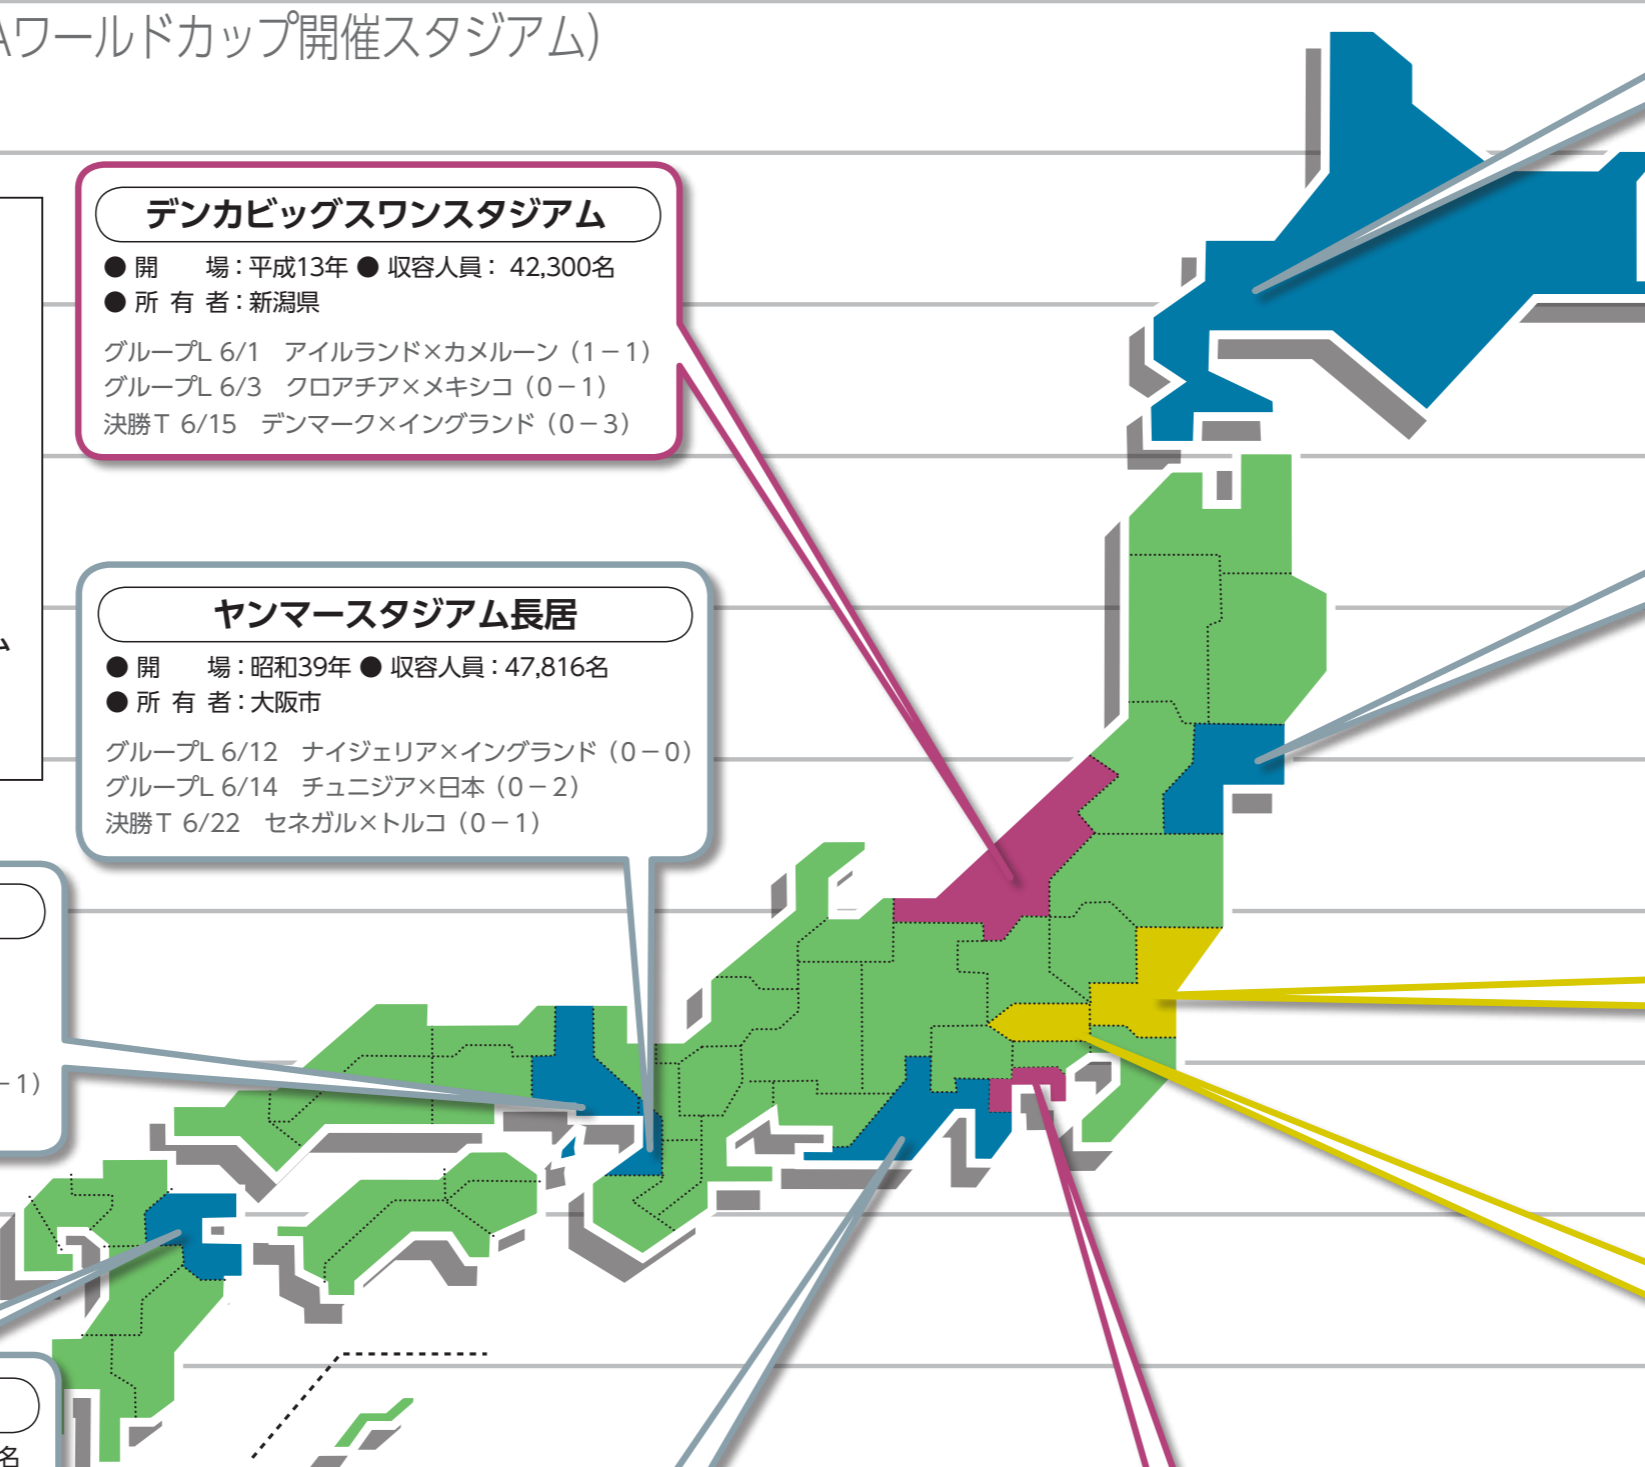 Aワールドカップ開催スタジアム)
デンカビッグスワンスタジアム
● 開　　場：平成13年 ● 収容人員： 42,300名
● 所 有 者：新潟県
グループL 6/1　アイルランド×カメルーン（1－1）
グループL 6/3　クロアチア×メキシコ（0－1）
決勝T 6/15　デンマーク×イングランド（0－3）
ヤンマースタジアム長居
● 開　　場：昭和39年 ● 収容人員：47,816名
● 所 有 者：大阪市
グループL 6/12　ナイジェリア×イングランド（0－0）
グループL 6/14　チュニジア×日本（0－2）
決勝T 6/22　セネガル×トルコ（0－1）
ム
－1）
名